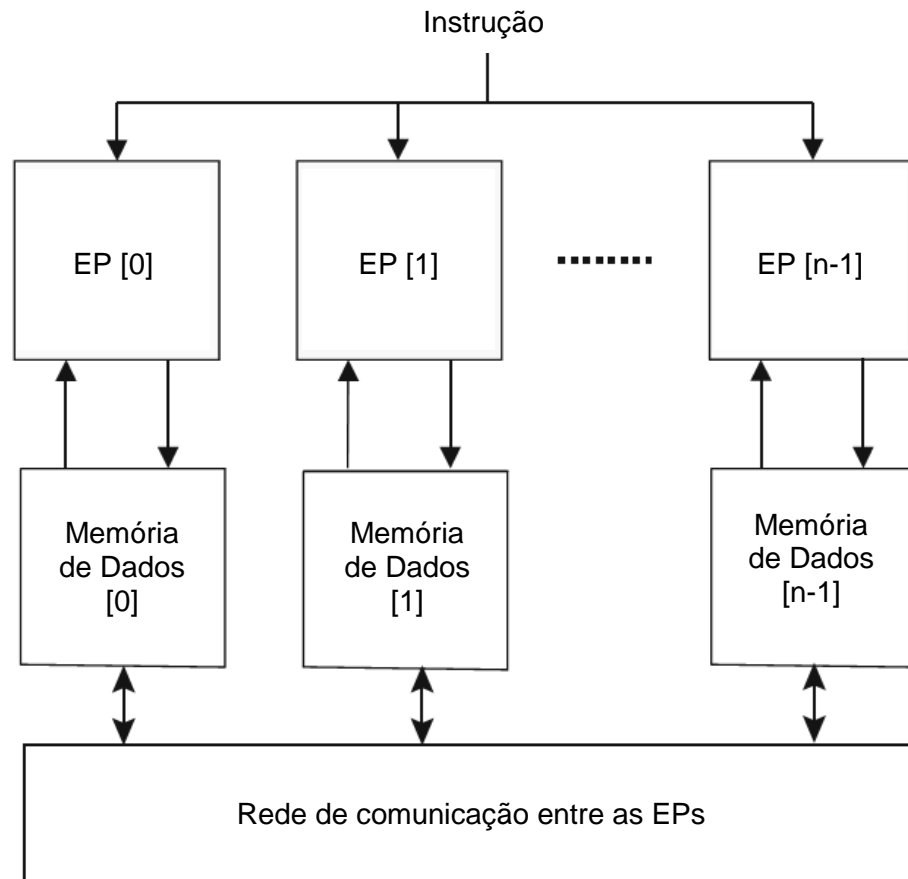 Instrução
EP [0]
EP [1]
EP [n-1]
Memória
de Dados
[0]
Memória
de Dados
[1]
Memória
de Dados
[n-1]
Rede de comunicação entre as EPs